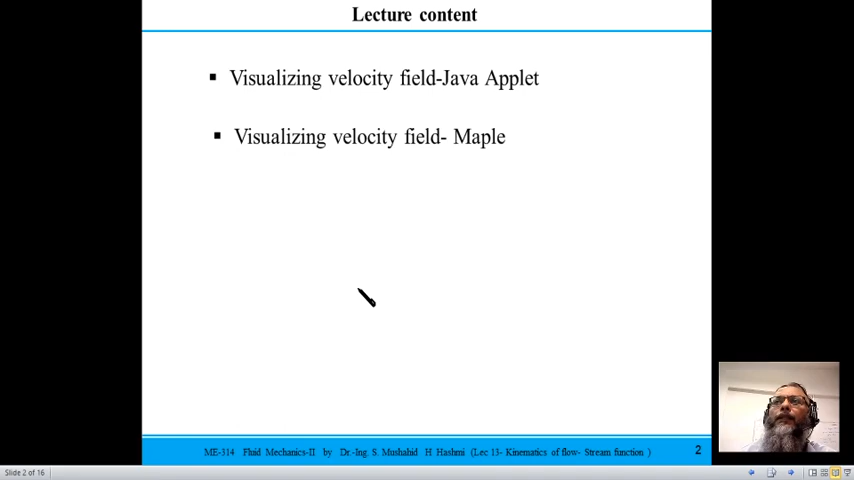 Lecture content
▪ Visualizing velocity field-Java Applet
▪ Visualizing velocity field- Maple
ME-314 Fluid Mechanics-II by Dr.-Ing. S. Mushahid H Hashmi (Lec 13- Kinematics of flow- Stream function ) 2
Slide 2 of 16